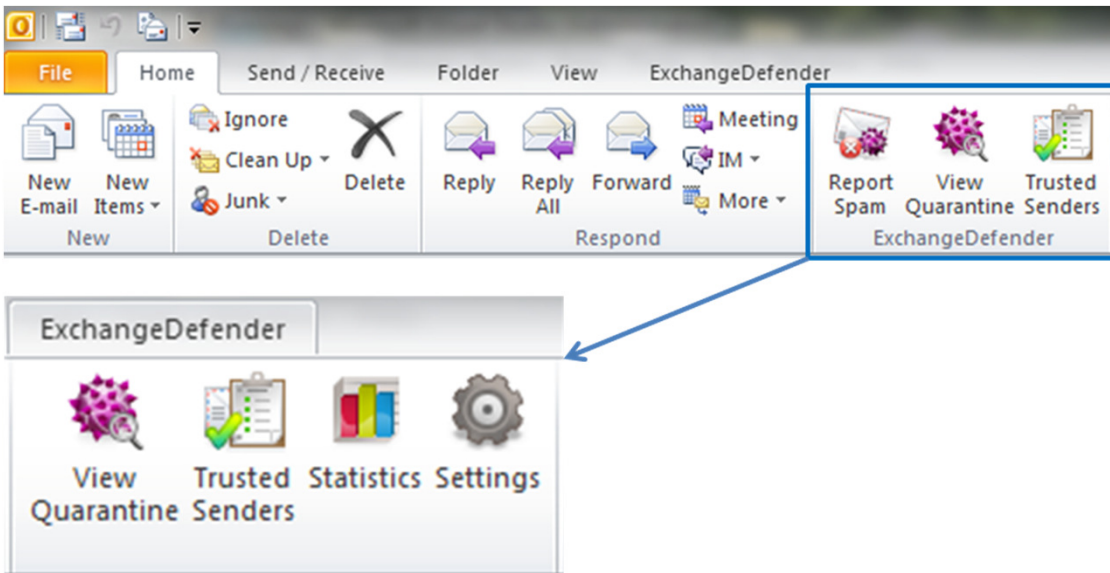 File Home Send / Receive Folder View ExchangeDefender
Ignore Meeting
Clean Up IM
New New Delete Reply Reply Forward Report View Trusted
E-mail Items Junk All More Spam Quarantine Senders
New Delete Respond ExchangeDefender
ExchangeDefender
View Trusted Statistics Settings
Quarantine Senders